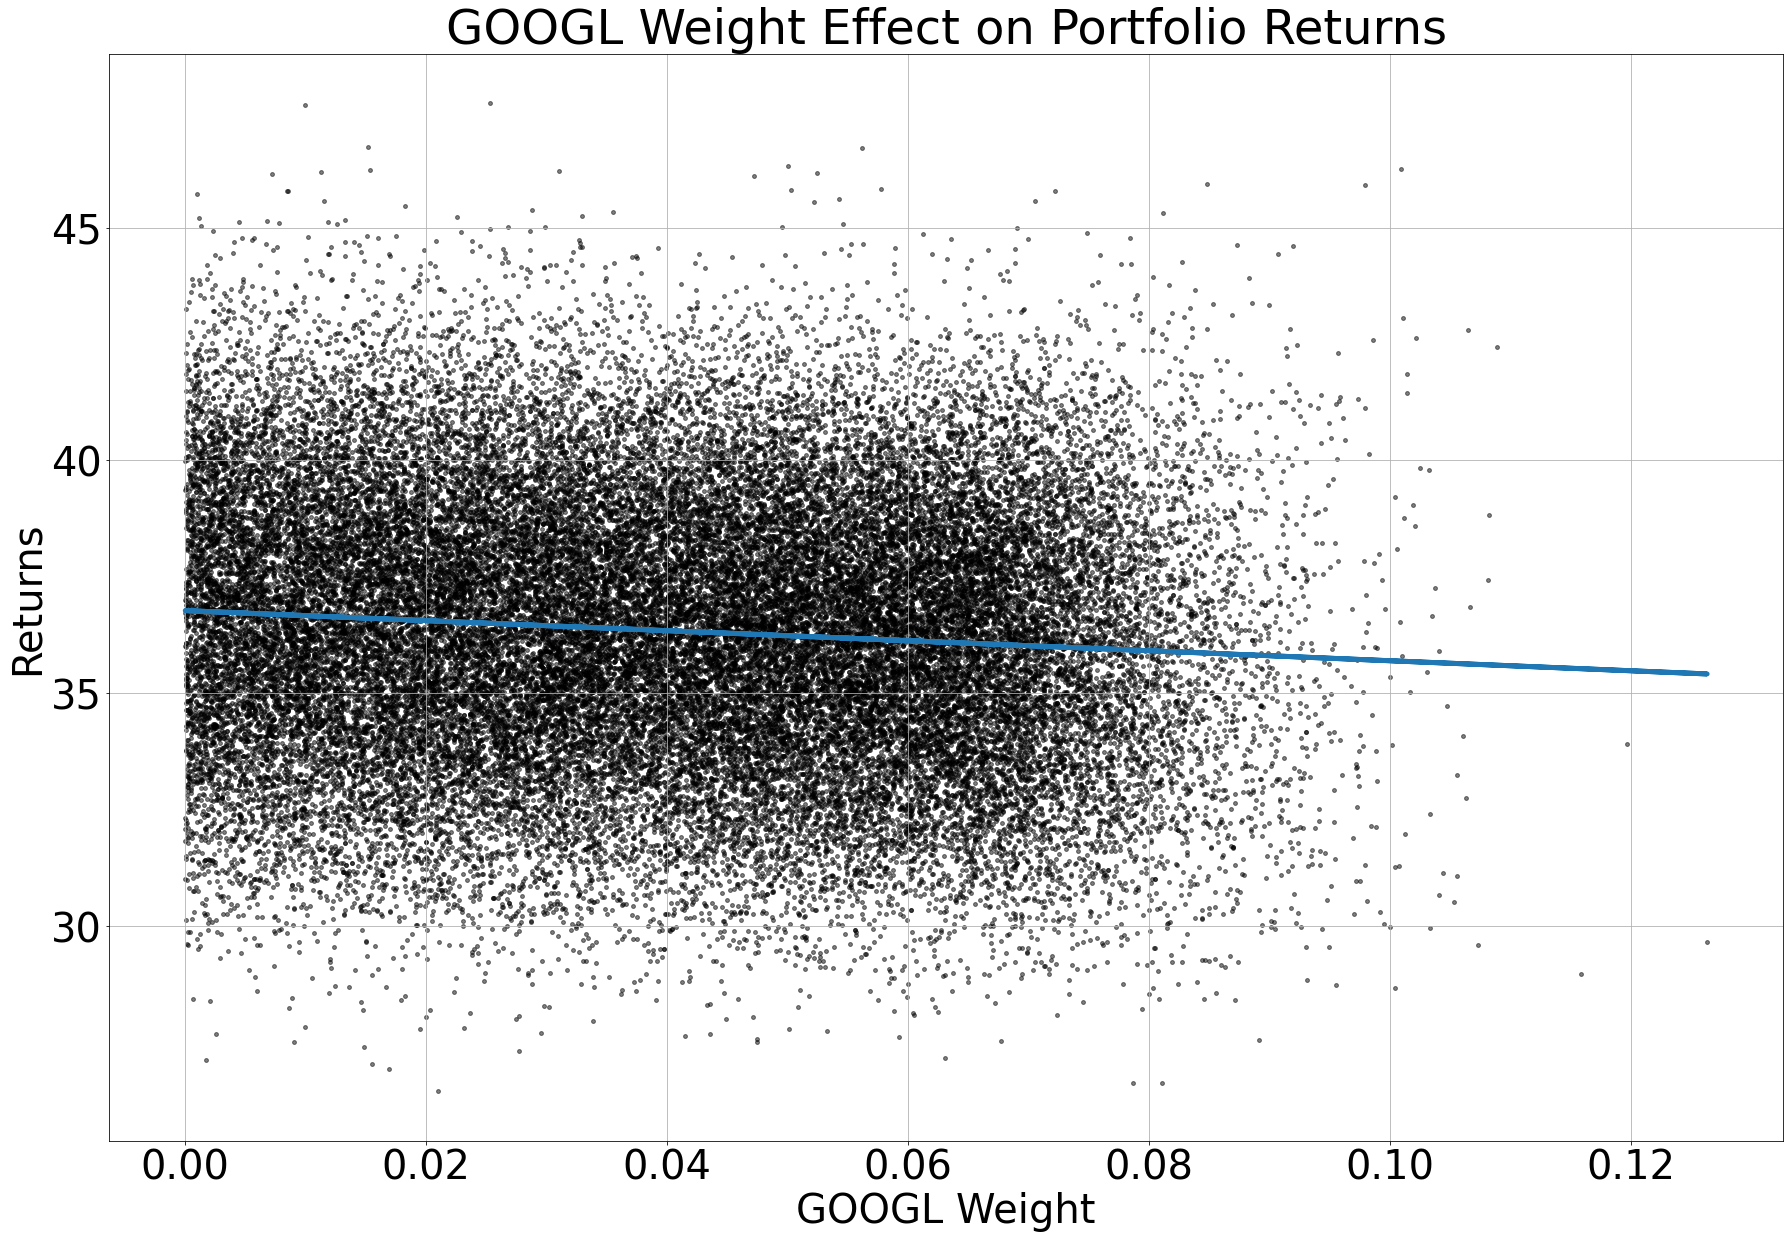 GOOGL Weight Effect on Portfolio Returns
45
40
35
30
Returns
0.00 0.02 0.04 0.06 0.08 0.10 0.12
GOOGL Weight